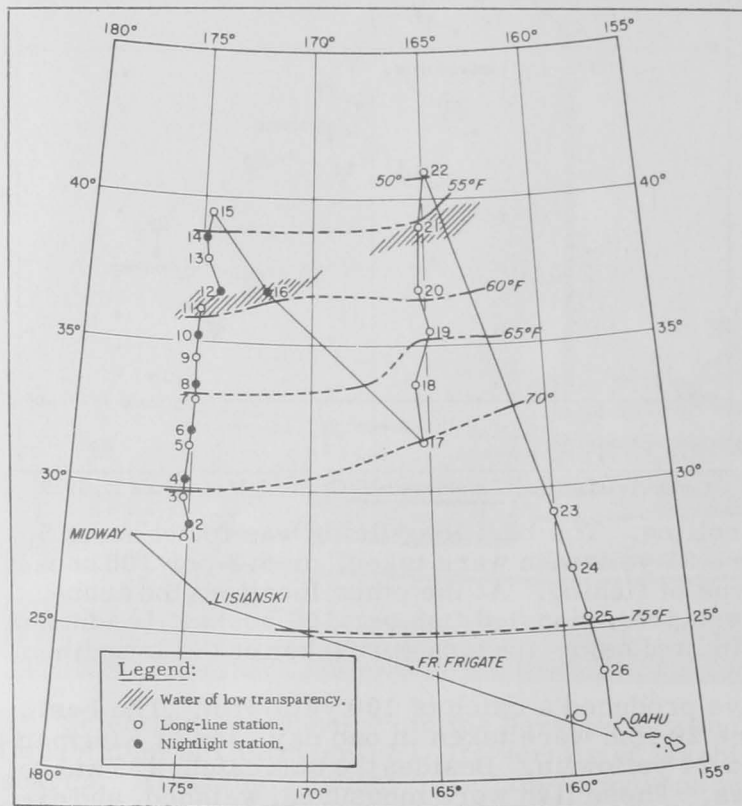 180° 175° 170° 165° 160° 155°
22
50°
55°F
40° 40°
15
14
21
13
12 16 20 60°F
11
35° 10 19 65°F 35°
9
8 18
7 70°
6
5 17
30° 4 30°
3
2 23
MIDWAY 1
24
LISIANSKI
25° 25 75°F 25°
FR. FRIGATE 26
Legend:
Water of low transparency.
Long-line station.
Nightlight station.
OAHU
180° 175° 170° 165° 160° 155°